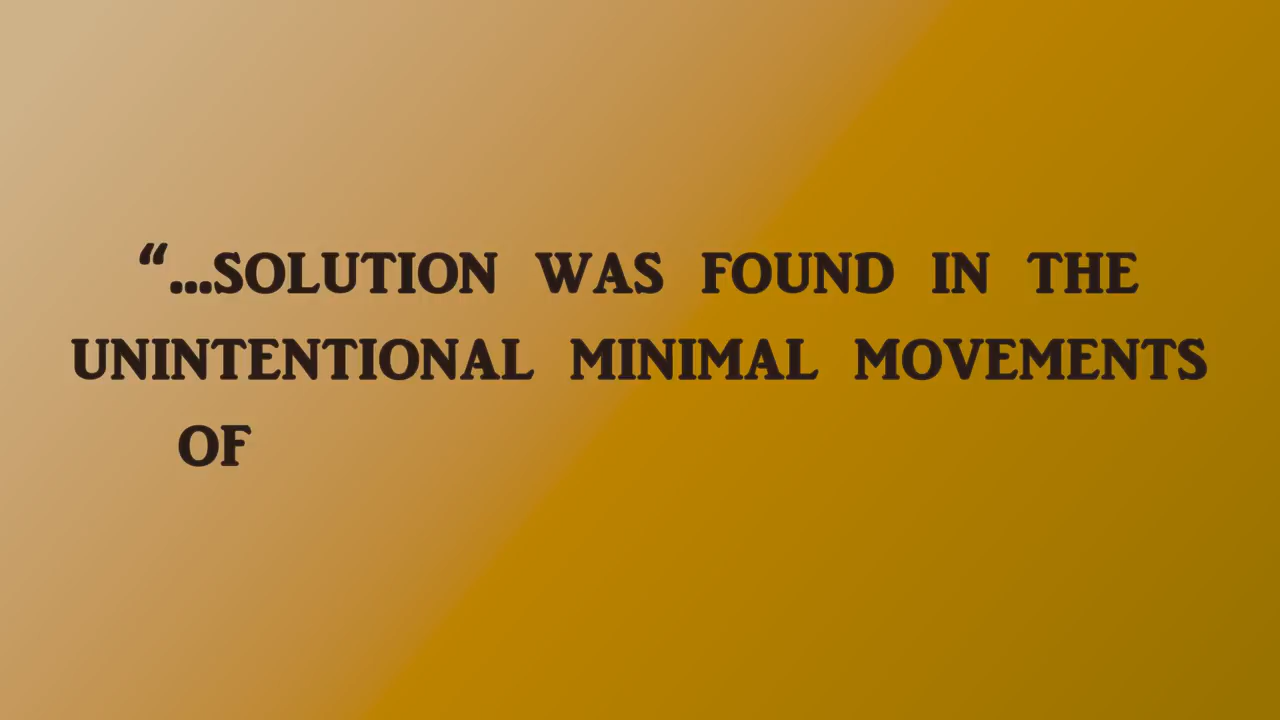 “...SOLUTION WAS FOUND IN THE
UNINTENTIONAL MINIMAL MOVEMENTS
OF